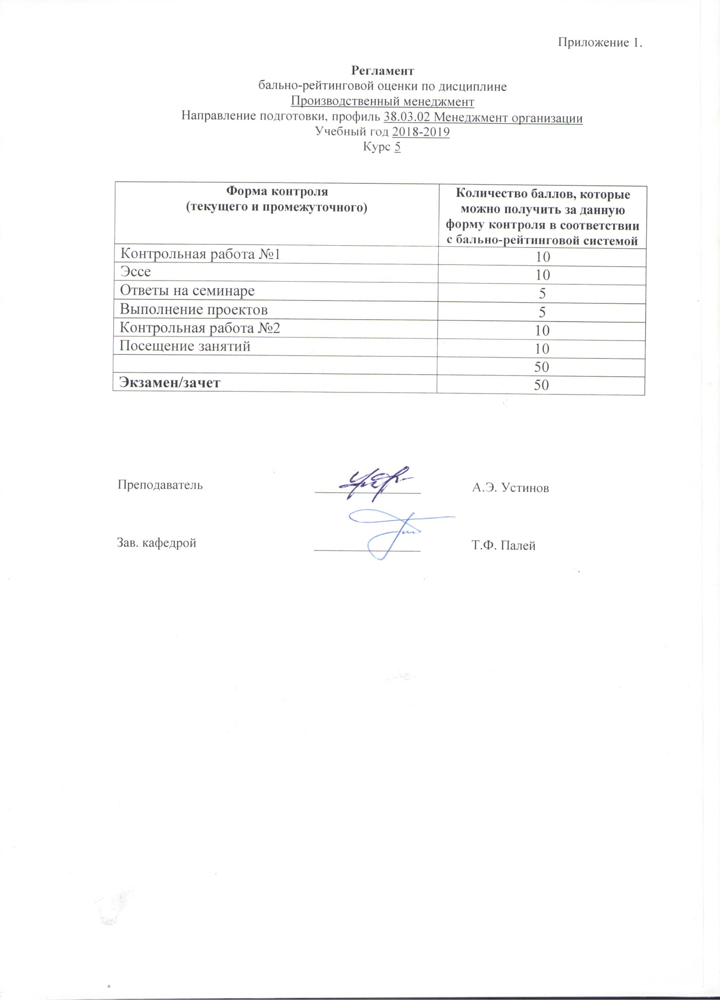 Приложение 1.
Регламент
бально-рейтинговой оценки по дисциплине
Производственный менеджмент
Направление подготовки, профиль 38.03.02 Менеджмент организации
Учебный год 2018-2019
Курс 5
Форма контроля
(текущего и промежуточного)
Количество баллов, которые
можно получить за данную
форму контроля в соответствии
с бально-рейтинговой системой
Контрольная работа №1 10
Эссе 10
Ответы на семинаре 5
Выполнение проектов 5
Контрольная работа №2 10
Посещение занятий 10
50
Экзамен/зачет 50
Преподаватель А.Э. Устинов
Зав. кафедрой Т.Ф. Палей